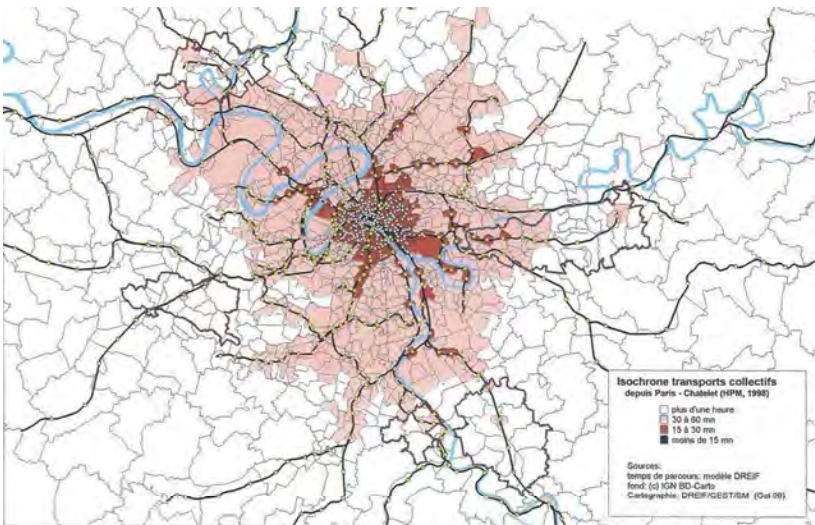 Isochrone transports collectifs
depuis Paris - Chatelet (HPM, 1998)
plus d'une heure
30 à 60 mn
15 à 30 mn
moins de 15 mn
Sources:
temps de parcours: modèle DREIF
fond: (c) IGN BD-Carto
Cartographie: DREIF/GEST/SM (Oct 00)